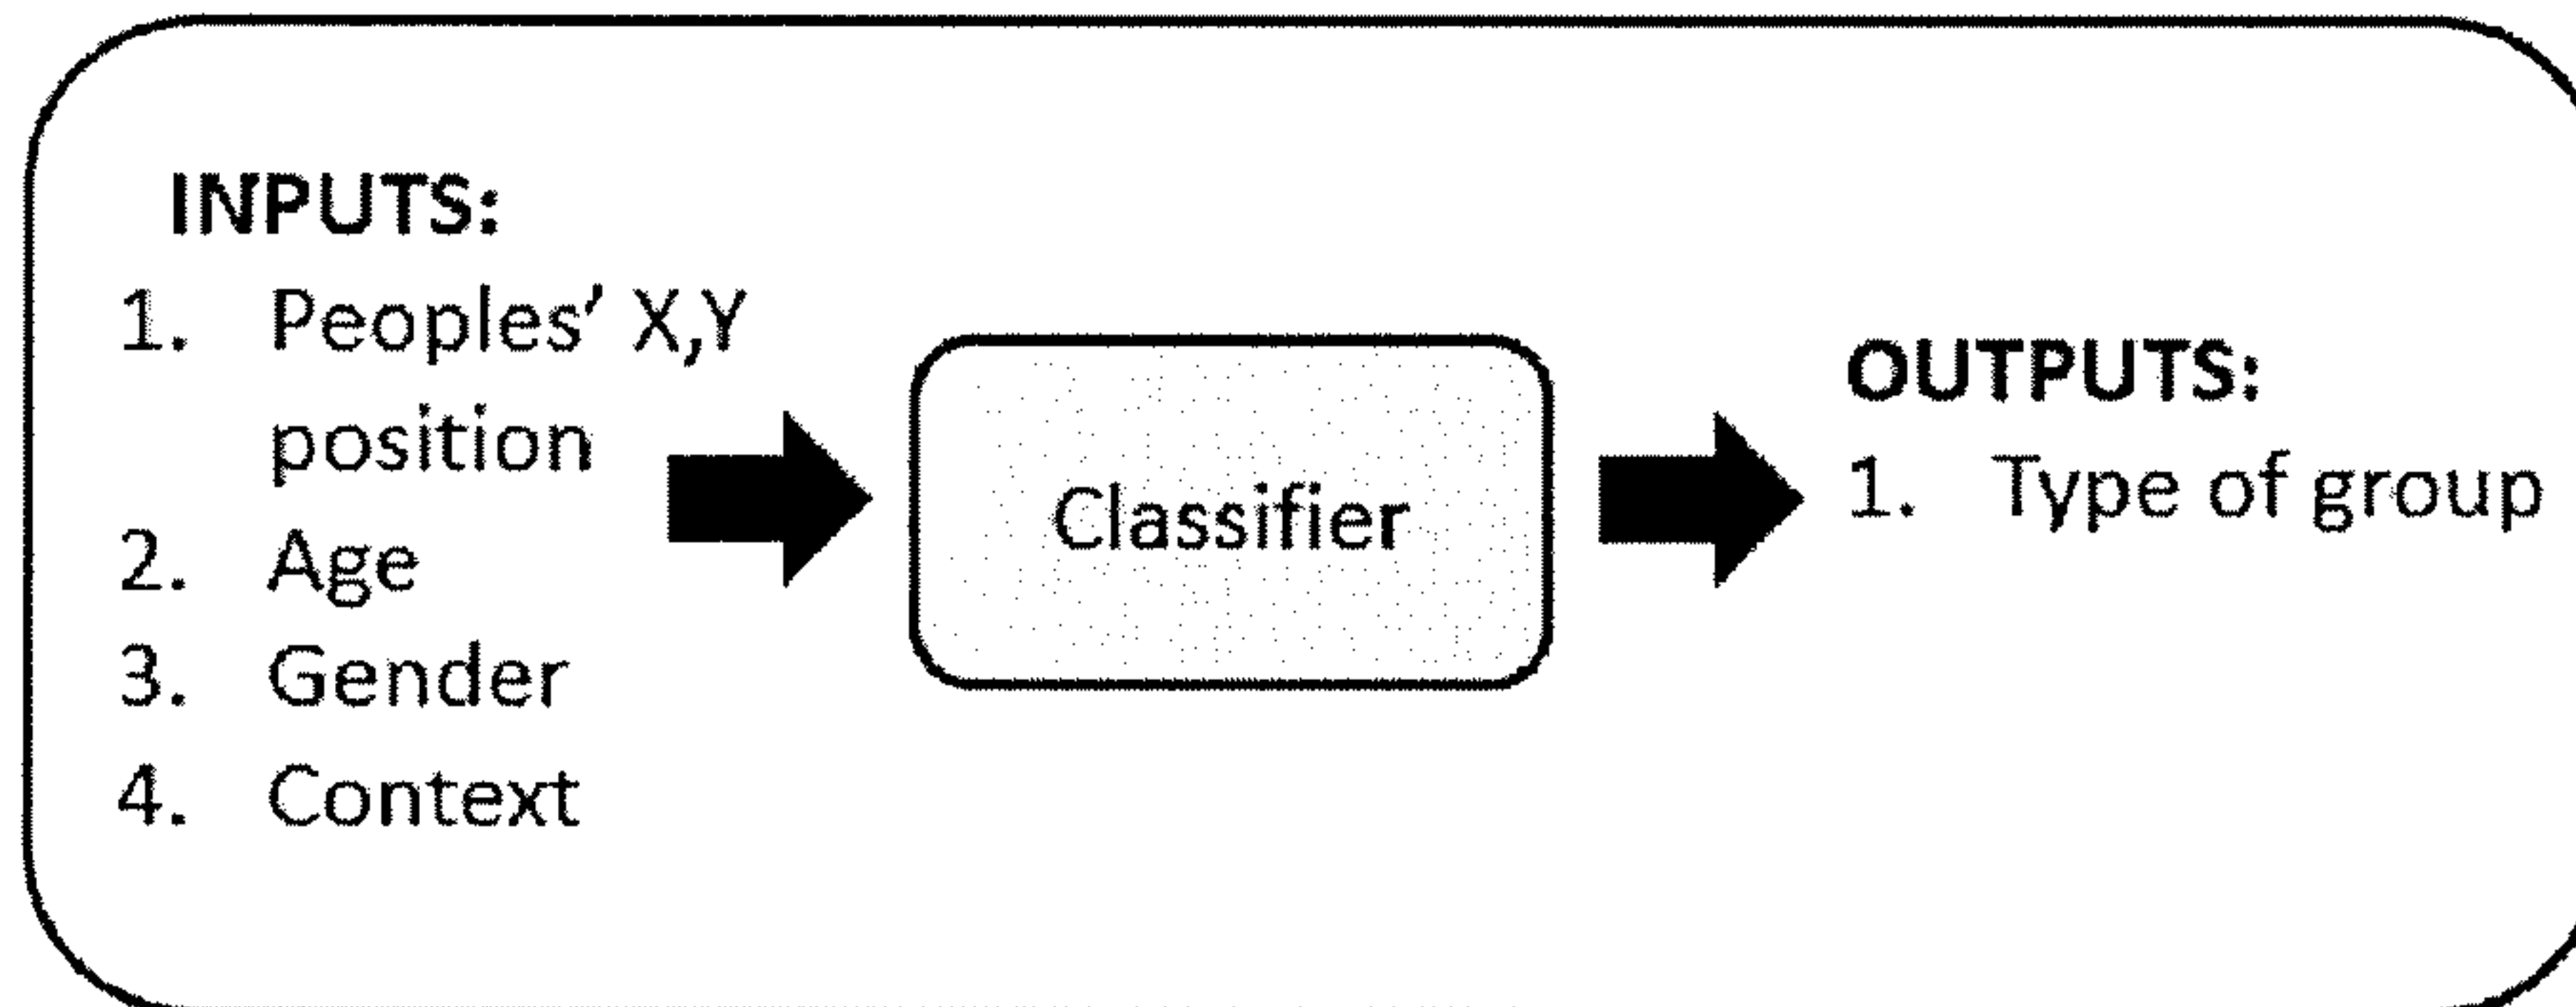 INPUTS:
1. Peoples’ X,Y
position
2. Age
3. Gender
4. Context
Classifier
OUTPUTS:
1. Type of group